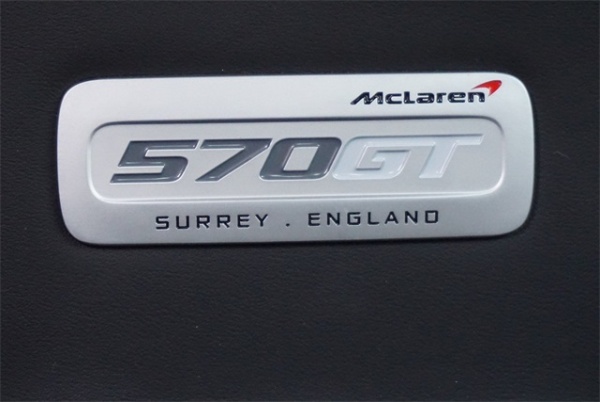 McLaren
570GT
SURREY . ENGLAND